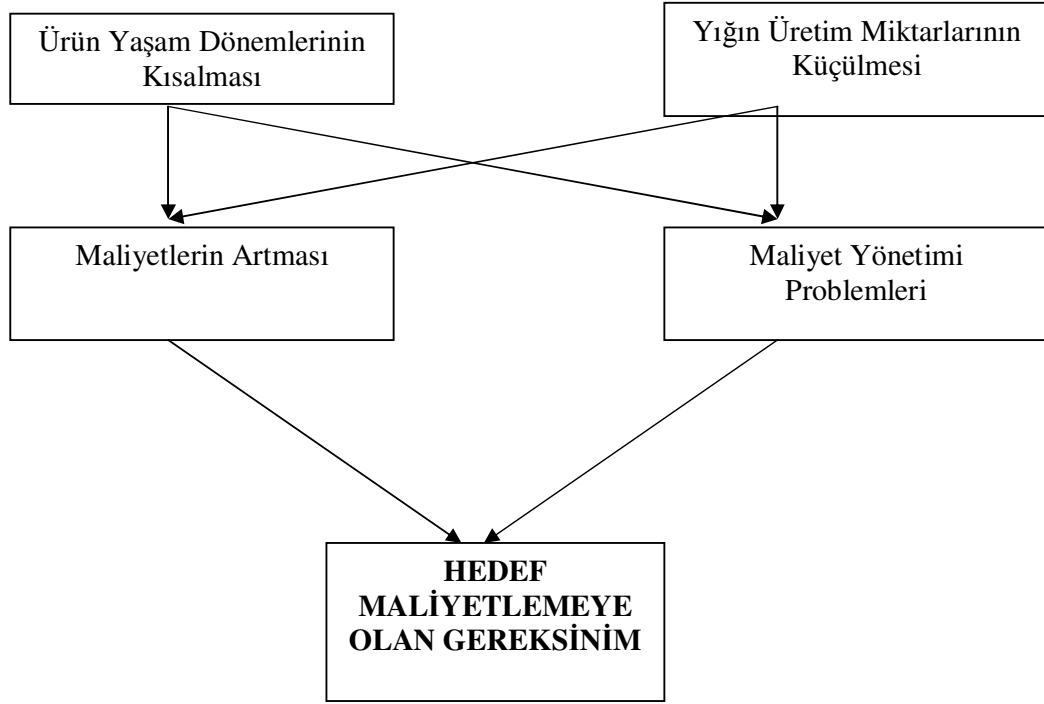 Ürün Yaşam Dönemlerinin
Kısalması
Yığın Üretim Miktarlarının
Küçülmesi
Maliyetlerin Artması
Maliyet Yönetimi
Problemleri
HEDEF
MALİYETLEMEYE
OLAN GEREKSİNİM